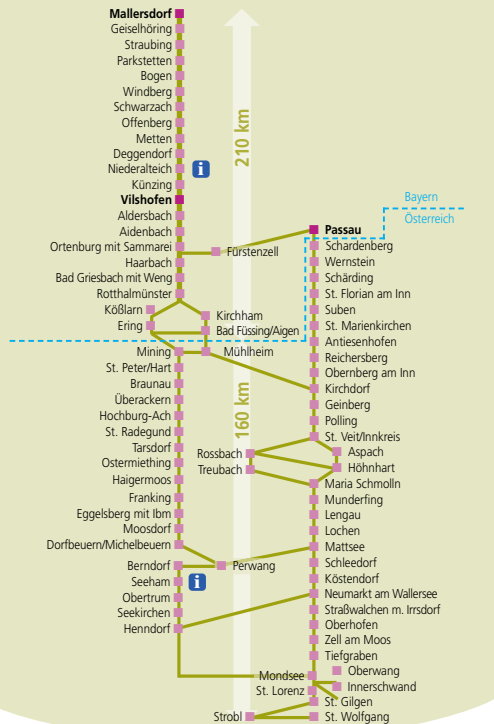 Mallersdorf
Geiselhöring
Straubing
Parkstetten
Bogen
Windberg
Schwarzach
Offenberg
Metten
Deggendorf
Niederalteich
i
Künzing
Vilshofen
Aldersbach
Aidenbach
Ortenburg mit Sammarei
Haarbach
Bad Griesbach mit Weng
Rotthalmünster
Kößlarn
Ering
Fürstenzell
Kirchham
Bad Füssing/Aigen
Mühlheim
210 km
Bayern
Österreich
Mining
St. Peter/Hart
Braunau
Überackern
Hochburg-Ach
St. Radegund
Tarsdorf
Ostermiething
Haigermoos
Franking
Eggelsberg mit Ibm
Moosdorf
Dorfbeuern/Michelbeuern
Berndorf
Perwang
Seeham
i
Obertrum
Seekirchen
Henndorf
160 km
Passau
Schardenberg
Wernstein
Schärding
St. Florian am Inn
Suben
St. Marienkirchen
Antiesenhofen
Reichersberg
Obernberg am Inn
Kirchdorf
Geinberg
Polling
St. Veit/Innkreis
Rossbach
Treubach
Aspach
Höhnhart
Maria Schmolln
Munderfing
Lengau
Lochen
Mattsee
Schleedorf
Köstendorf
Neumarkt am Wallersee
Straßwalchen m. Irrsdorf
Oberhofen
Zell am Moos
Tiefgraben
Oberwang
Mondsee
Innerschwand
St. Lorenz
St. Gilgen
Strobl
St. Wolfgang